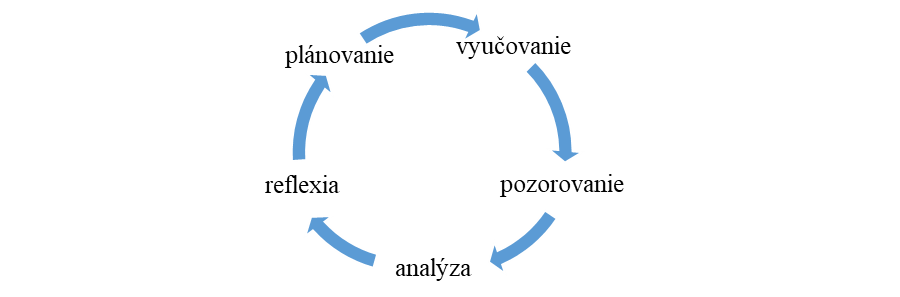 plánovanie
vyučovanie
pozorovanie
analýza
reflexia